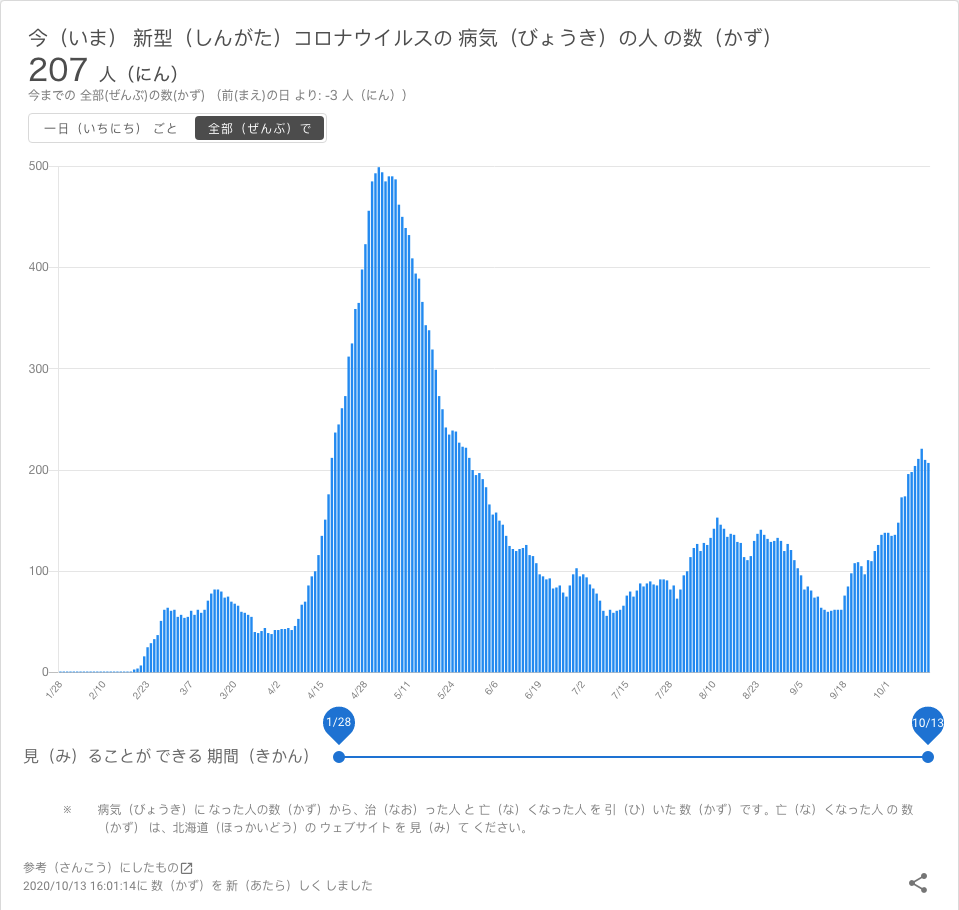 今（いま） 新型（しんがた）コロナウイルスの 病気（びょうき）の人 の数（かず）
207 人（にん）
今までの 全部(ぜんぶ)の数(かず) （前(まえ)の日 より: -3 人（にん））
一日（いちにち） ごと 全部（ぜんぶ）で
500
400
300
200
100
0
1/28 2/10 2/23 3/7 3/20 4/2 4/15 4/28 5/11 5/24 6/6 6/19 7/2 7/15 7/28 8/10 8/23 9/5 9/18 10/1
1/28 10/13
見（み）ることが できる 期間（きかん）
※ 病気（びょうき）に なった人の数（かず）から、治（なお）った人 と 亡（な）くなった人 を 引（ひ）いた 数（かず）です。亡（な）くなった人 の 数
（かず） は、北海道（ほっかいどう）の ウェブサイト を 見（み）て ください。
参考（さんこう）にしたもの
2020/10/13 16:01:14に 数（かず）を 新（あたら）しく しました